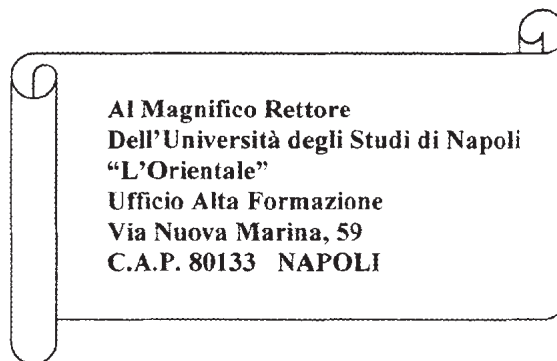 Al Magnifico Rettore
Dell'Università degli Studi di Napoli
“L'Orientale”
Ufficio Alta Formazione
Via Nuova Marina, 59
C.A.P. 80133 NAPOLI